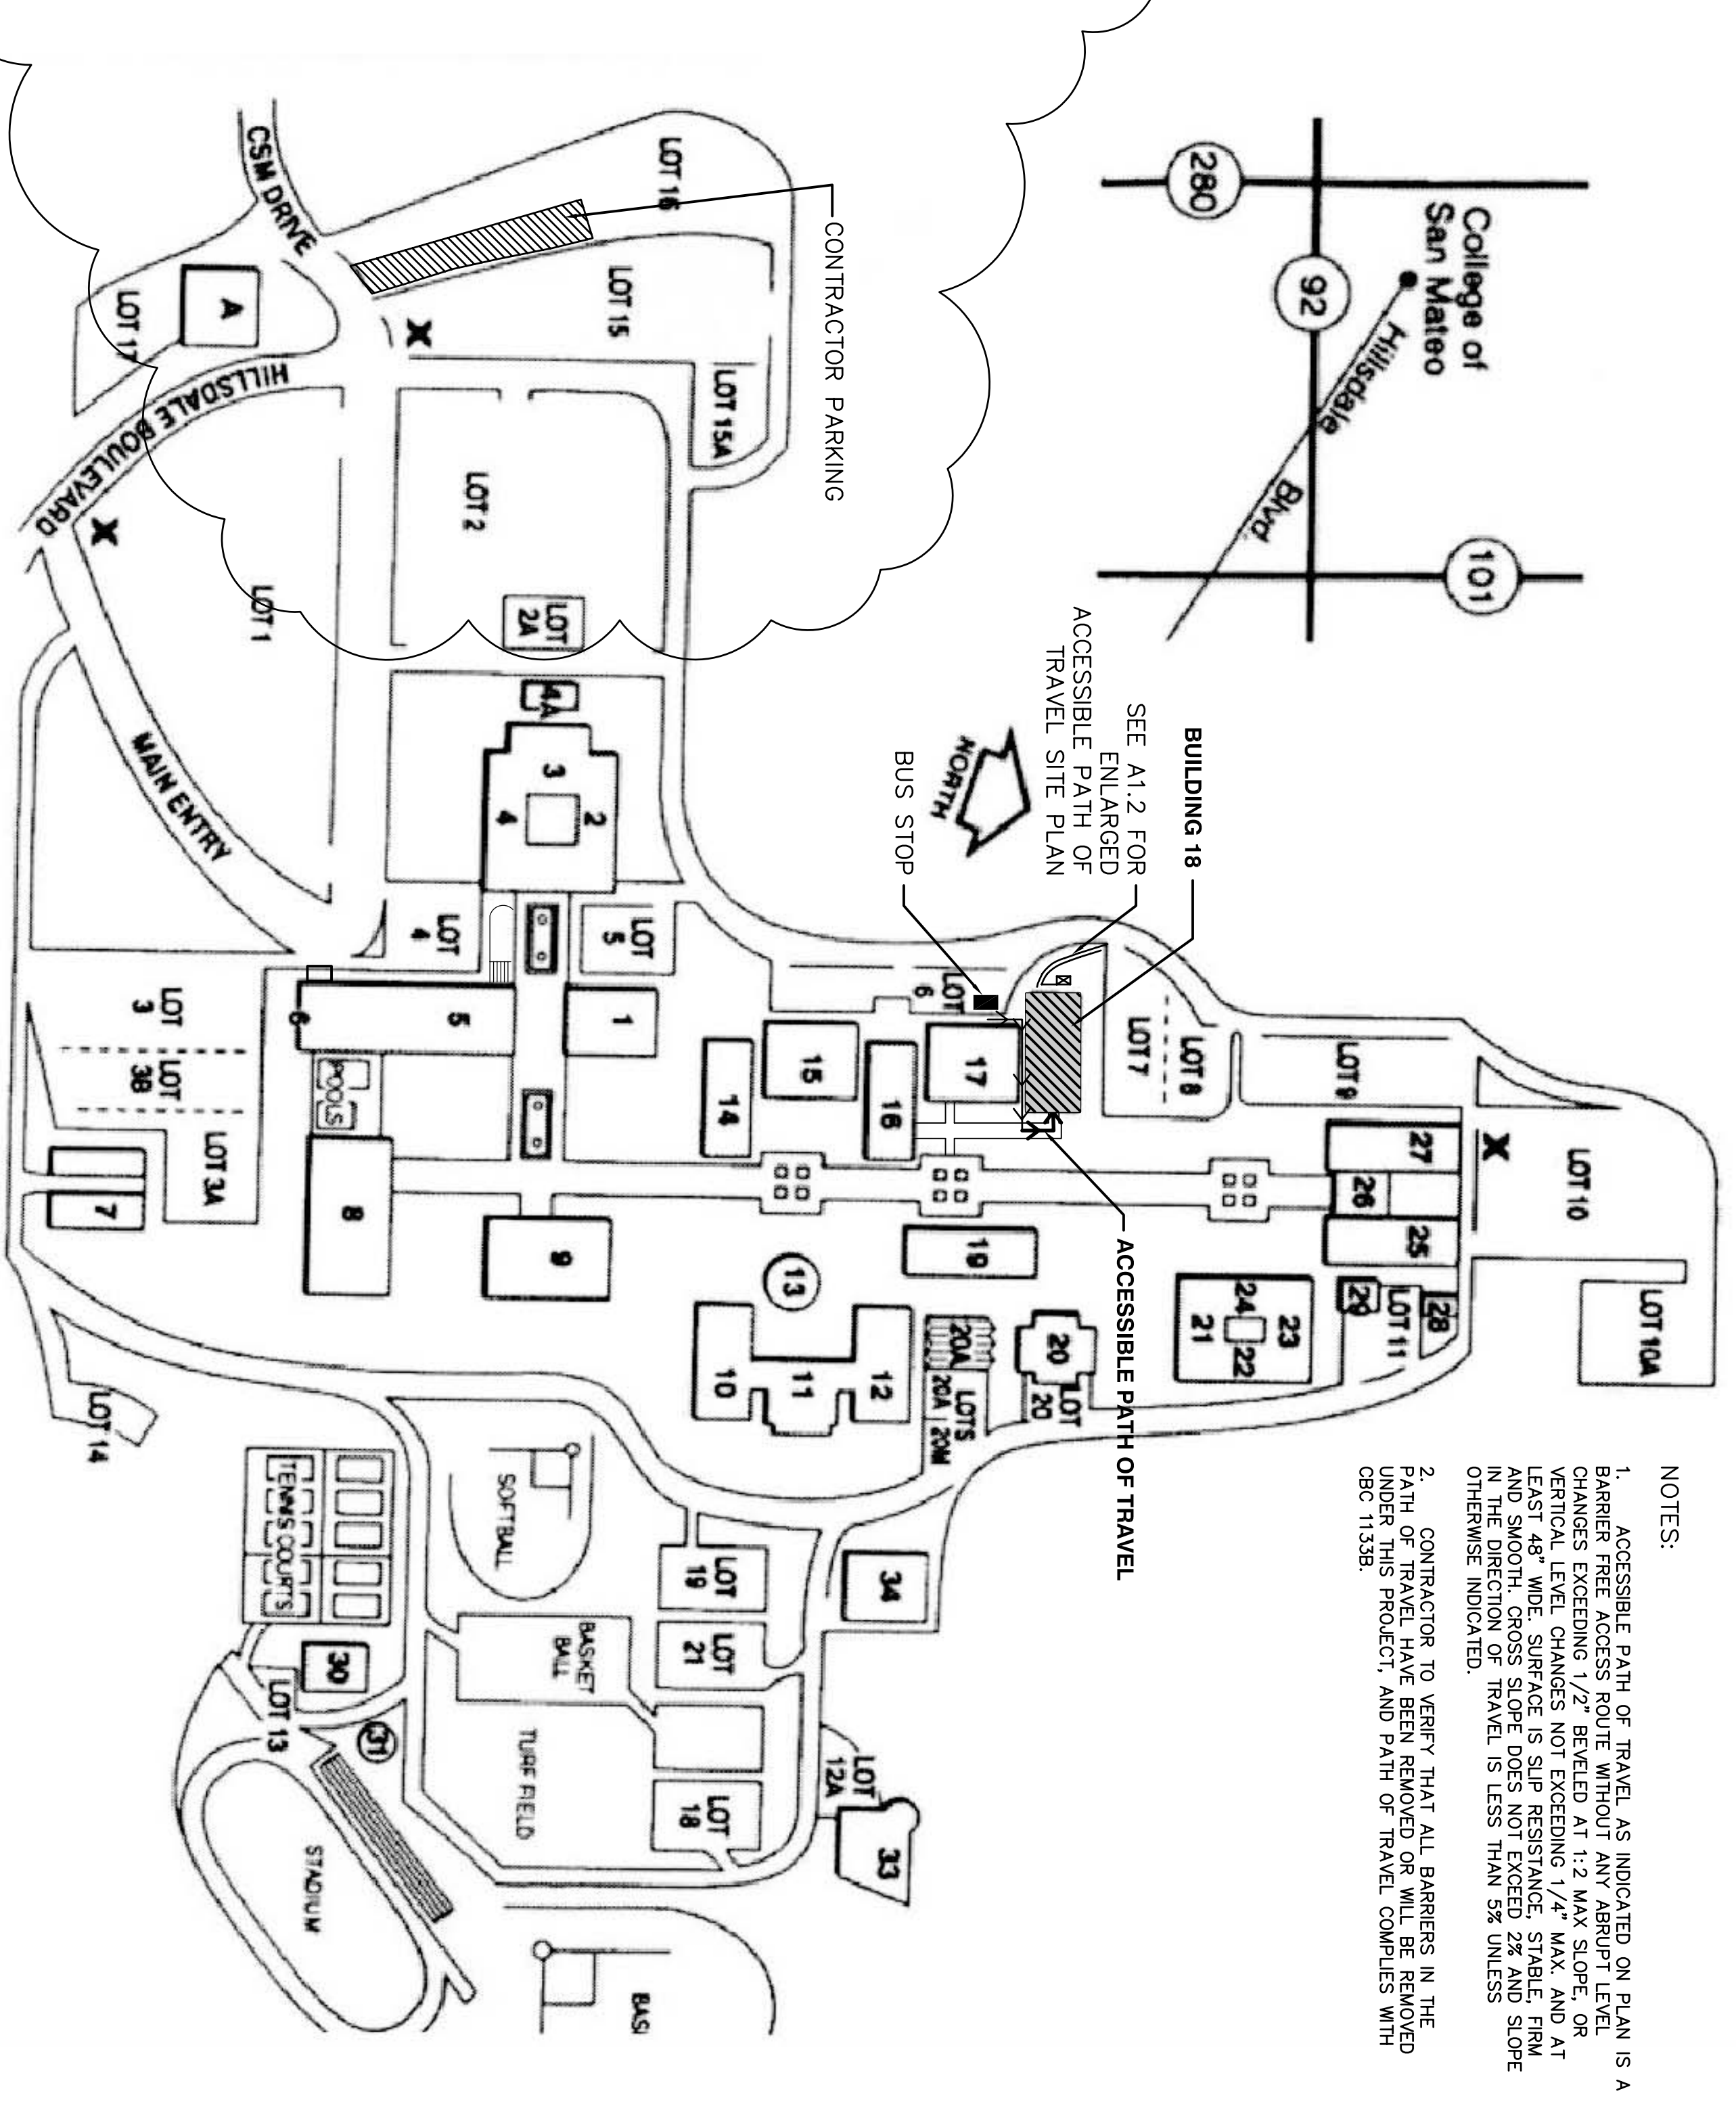 College of
San Mateo
280
92
101
Hillsdale
Blvd.
NOTES:
1. ACCESSIBLE PATH OF TRAVEL AS INDICATED ON PLAN IS A
BARRIER FREE ACCESS ROUTE WITHOUT ANY ABRUPT LEVEL
CHANGES EXCEEDING 1/2" BEVELED AT 1:2 MAX SLOPE, OR
VERTICAL LEVEL CHANGES NOT EXCEEDING 1/4" MAX. AND AT
LEAST 48" WIDE. SURFACE IS SLIP RESISTANCE, STABLE, FIRM
AND SMOOTH. CROSS SLOPE DOES NOT EXCEED 2% AND SLOPE
IN THE DIRECTION OF TRAVEL IS LESS THAN 5% UNLESS
OTHERWISE INDICATED.
2. CONTRACTOR TO VERIFY THAT ALL BARRIERS IN THE
PATH OF TRAVEL HAVE BEEN REMOVED OR WILL BE REMOVED
UNDER THIS PROJECT, AND PATH OF TRAVEL COMPLIES WITH
CBC 1133B.
BUILDING 18
SEE A1.2 FOR
ENLARGED
ACCESSIBLE PATH OF
TRAVEL SITE PLAN
NORTH
BUS STOP
ACCESSIBLE PATH OF TRAVEL
CONTRACTOR PARKING
LOT 16
LOT 15
LOT 15A
CSM DRIVE
A
LOT 17
X
HILLSDALE BOULEVARD
X
LOT 2
LOT
2A
LOT 1
MAIN ENTRY
4A
3
2
4
LOT
4
LOT
5
LOT
6
LOT 7
LOT 8
LOT 9
LOT 10
LOT 10A
X
LOT
3
LOT
3B
LOT 3A
6
5
1
POOLS
7
8
9
14
15
16
17
13
19
27
26
25
29
LOT 11
28
24
23
21
22
10
11
12
20A
LOTS
20A
20M
20
LOT
20
LOT 14
TENNIS COURTS
SOFTBALL
LOT
19
LOT
21
34
BASKET
BALL
30
LOT 13
31
TURF FIELD
LOT
18
LOT
12A
33
STADIUM
BAS